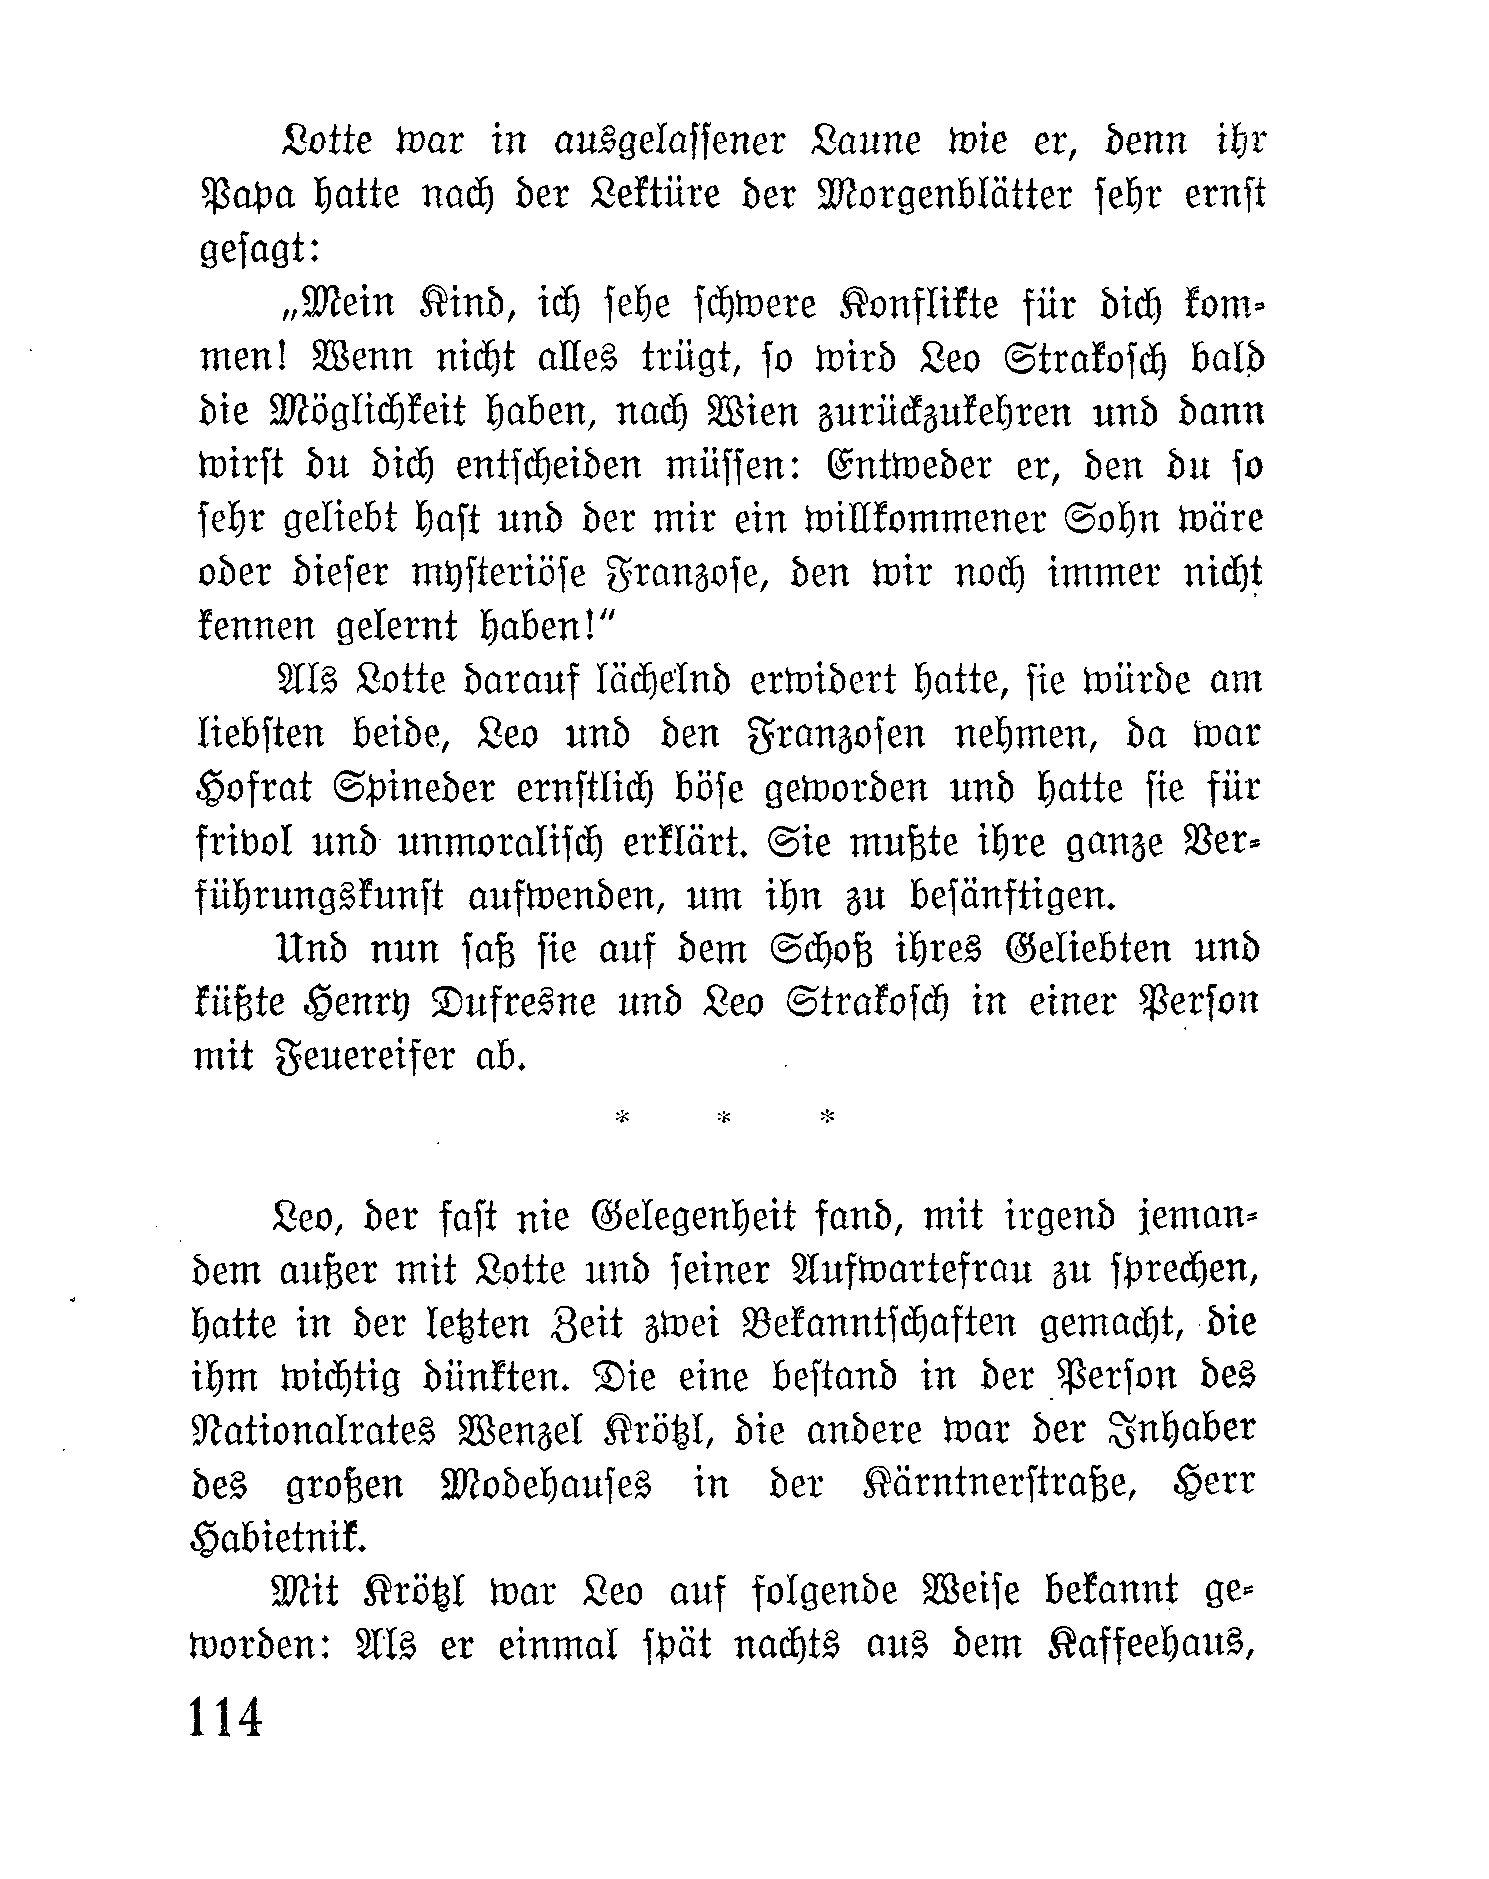 Lotte war in ausgelassener Laune wie er, denn ihr
Papa hatte nach der Lektüre der Morgenblätter sehr ernst
gesagt:
„Mein Kind, ich sehe schwere Konflikte für dich kom-
men! Wenn nicht alles trügt, so wird Leo Strakosch bald
die Möglichkeit haben, nach Wien zurückzukehren und dann
wirst du dich entscheiden müssen: Entweder er, den du so
sehr geliebt hast und der mir ein willkommener Sohn wäre
oder dieser mysteriöse Franzose, den wir noch immer nicht
kennen gelernt haben!“
Als Lotte darauf lächelnd erwidert hatte, sie würde am
liebsten beide, Leo und den Franzosen nehmen, da war
Hofrat Spineder ernstlich böse geworden und hatte sie für
frivol und unmoralisch erklärt. Sie mußte ihre ganze Ver-
führungskunst aufwenden, um ihn zu besänftigen.
Und nun saß sie auf dem Schoß ihres Geliebten und
küßte Henry Dufresne und Leo Strakosch in einer Person
mit Feuereifer ab.
* * *
Leo, der fast nie Gelegenheit fand, mit irgend jeman-
dem außer mit Lotte und seiner Aufwartefrau zu sprechen,
hatte in der letzten Zeit zwei Bekanntschaften gemacht, die
ihm wichtig dünkten. Die eine bestand in der Person des
Nationalrates Wenzel Krötzl, die andere war der Inhaber
des großen Modehauses in der Kärntnerstraße, Herr
Habietnik.
Mit Krötzl war Leo auf folgende Weise bekannt ge-
worden: Als er einmal spät nachts aus dem Kaffeehaus,
114